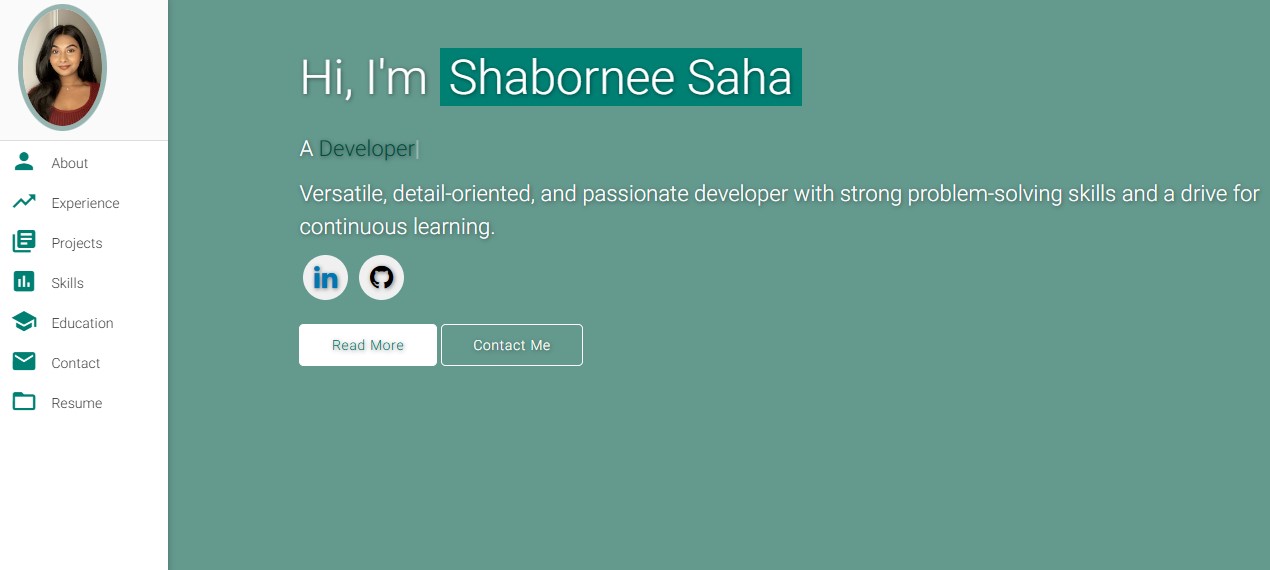 About
Experience
Projects
Skills
Education
Contact
Resume
Hi, I'm Shabornee Saha
A Developer|
Versatile, detail-oriented, and passionate developer with strong problem-solving skills and a drive for
continuous learning.
in
Read More
Contact Me